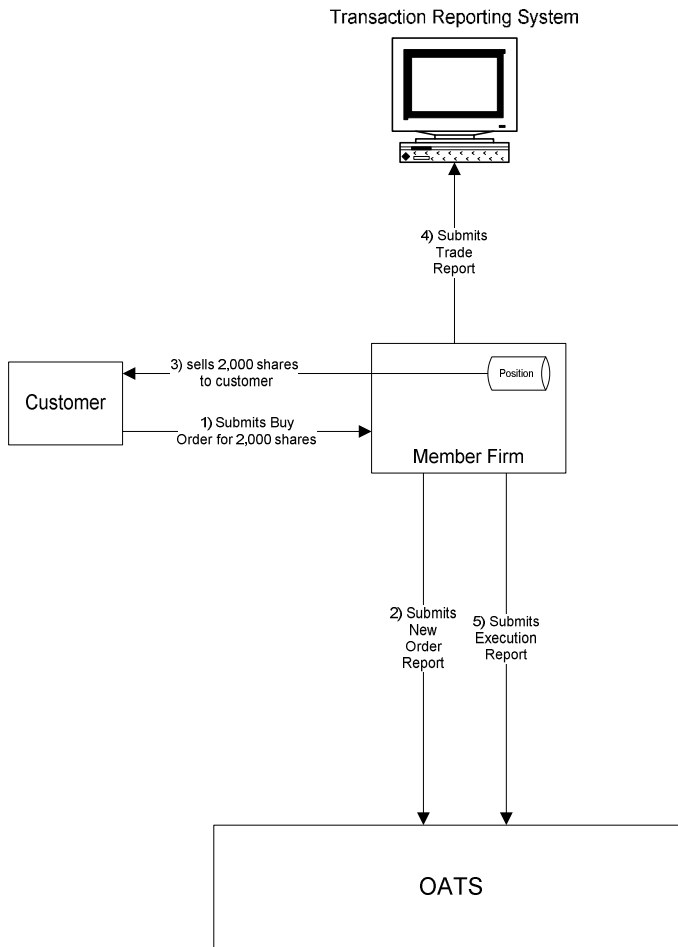 Transaction Reporting System
4) Submits
Trade
Report
3) sells 2,000 shares
to customer
Position
Customer
1) Submits Buy
Order for 2,000 shares
Member Firm
2) Submits
New
Order
Report
5) Submits
Execution
Report
OATS